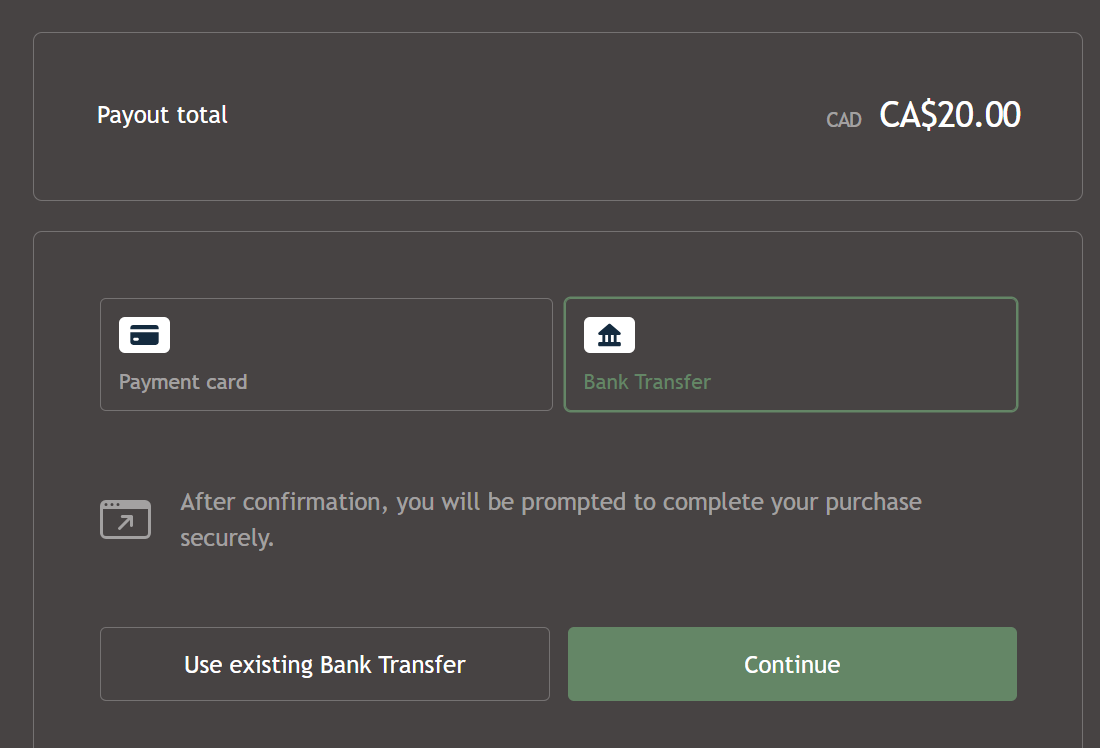 Payout total
CAD CA$20.00
Payment card
Bank Transfer
After confirmation, you will be prompted to complete your purchase
securely.
Use existing Bank Transfer
Continue